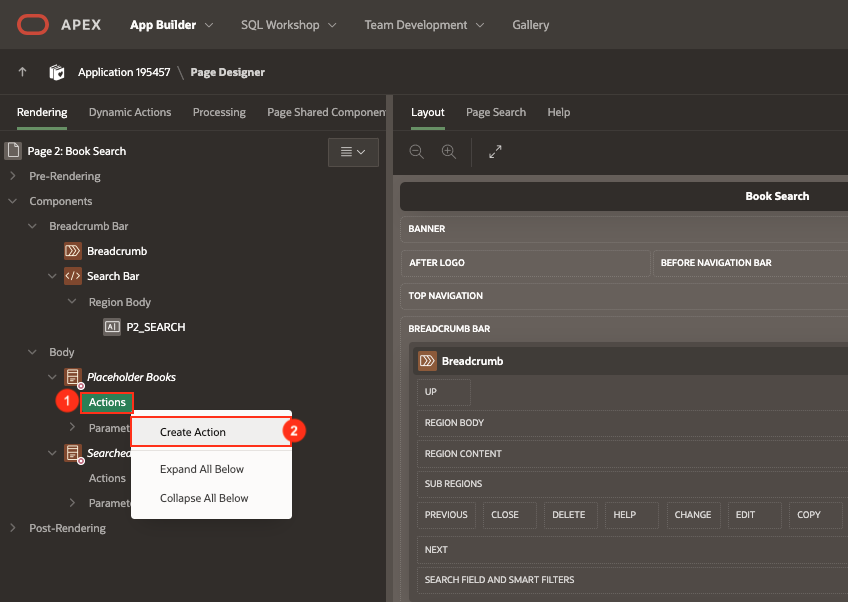 APEX App Builder SQL Workshop Team Development Gallery
Application 195457 \ Page Designer
Rendering Dynamic Actions Processing Page Shared Componen
Layout Page Search Help
Page 2: Book Search
Pre-Rendering
Components
Breadcrumb Bar
Breadcrumb
</> Search Bar
Region Body
A P2_SEARCH
Body
Placeholder Books
1 Actions
Create Action 2
Paramet
Expand All Below
Searched
Collapse All Below
Actions
Paramete
Post-Rendering
Book Search
BANNER
AFTER LOGO BEFORE NAVIGATION BAR
TOP NAVIGATION
BREADCRUMB BAR
Breadcrumb
UP
REGION BODY
REGION CONTENT
SUB REGIONS
PREVIOUS CLOSE DELETE HELP CHANGE EDIT COPY
NEXT
SEARCH FIELD AND SMART FILTERS